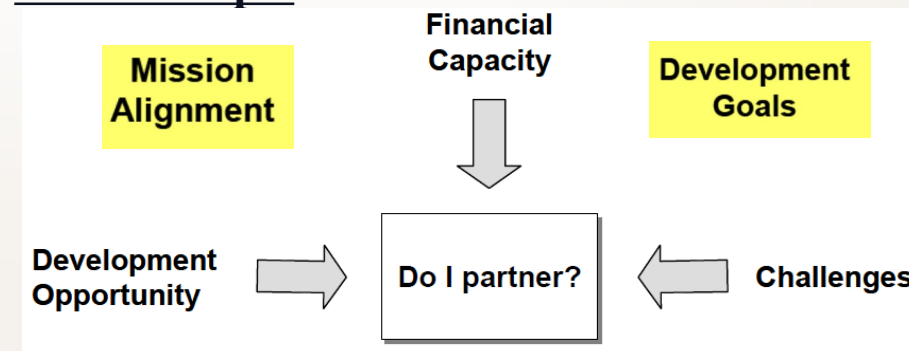 Financial
Capacity
Mission
Alignment
Development
Goals
Development
Opportunity
Do I partner?
Challenges